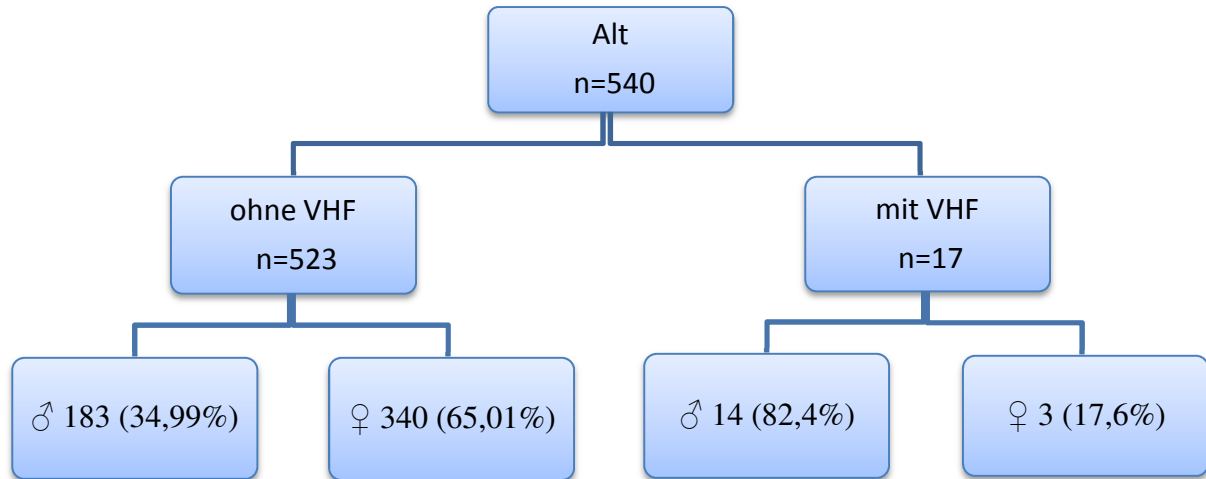 Alt
n=540
ohne VHF
n=523
mit VHF
n=17
♂ 183 (34,99%)
♀ 340 (65,01%)
♂ 14 (82,4%)
♀ 3 (17,6%)